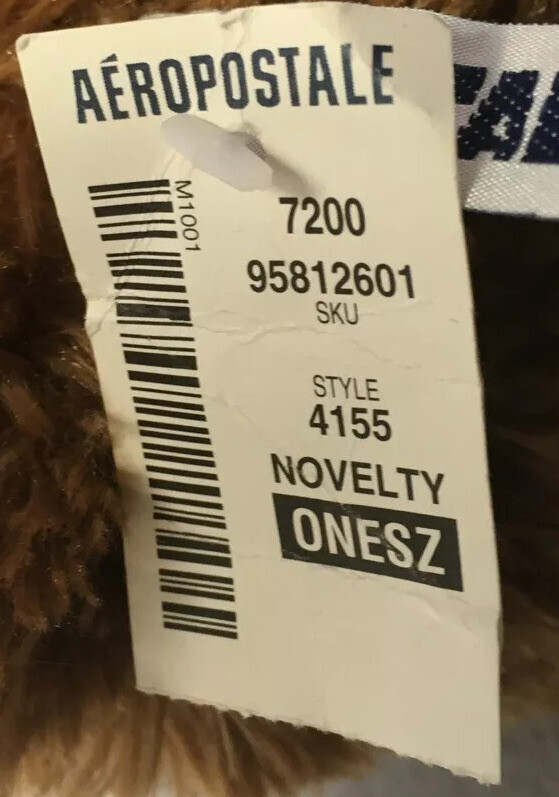 AÉROPOSTALE
M1001
7200
95812601
SKU
STYLE
4155
NOVELTY
ONESZ